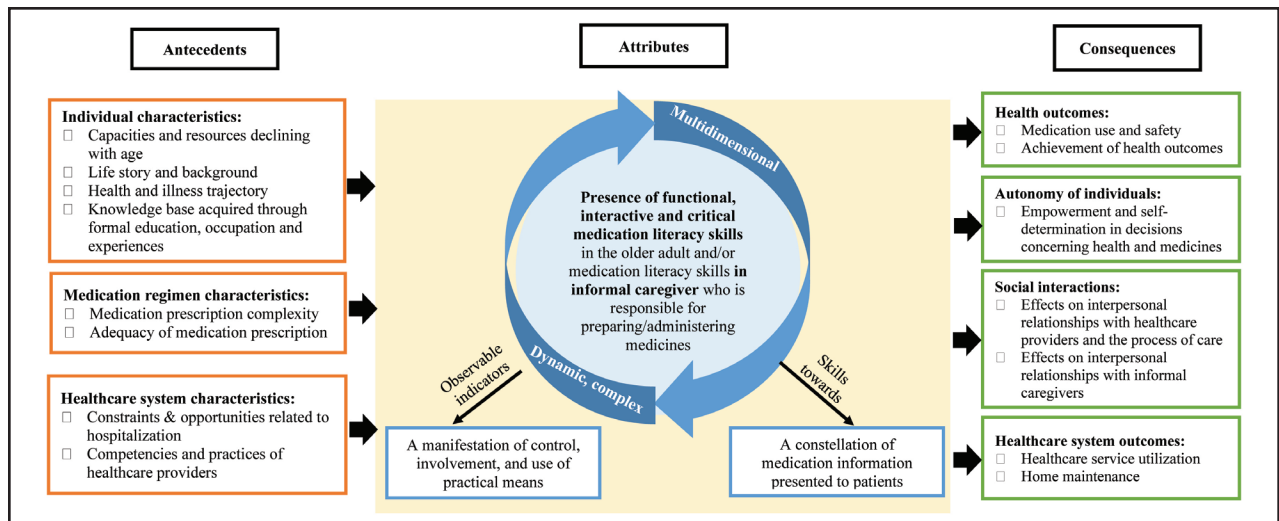 Antecedents
Attributes
Consequences
Individual characteristics:
Capacities and resources declining
with age
Life story and background
Health and illness trajectory
Knowledge base acquired through
formal education, occupation and
experiences
Medication regimen characteristics:
Medication prescription complexity
Adequacy of medication prescription
Healthcare system characteristics:
Constraints & opportunities related to
hospitalization
Competencies and practices of
healthcare providers
Multidimensional
Presence of functional,
interactive and critical
medication literacy skills
in the older adult and/or
medication literacy skills in
informal caregiver who is
responsible for
preparing/administering
medicines
Dynamic, complex
Observable
indicators
Skills
towards
A manifestation of control,
involvement, and use of
practical means
A constellation of
medication information
presented to patients
Health outcomes:
Medication use and safety
Achievement of health outcomes
Autonomy of individuals:
Empowerment and self-
determination in decisions
concerning health and medicines
Social interactions:
Effects on interpersonal
relationships with healthcare
providers and the process of care
Effects on interpersonal
relationships with informal
caregivers
Healthcare system outcomes:
Healthcare service utilization
Home maintenance